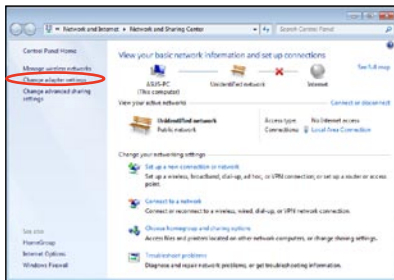 Network and Internet ▸ Network and Sharing Center
Search Control Panel
Control Panel Home
Manage wireless networks
Change adapter settings
Change advanced sharing settings
See also
HomeGroup
Internet Options
Windows Firewall
View your basic network information and set up connections
See full map
ASUS-PC
(This computer)
Unidentified network
Internet
View your active networks
Connect or disconnect
Unidentified network
Public network
Access type: No Internet access
Connections: Local Area Connection
Change your networking settings
Set up a new connection or network
Set up a wireless, broadband, dial-up, ad hoc, or VPN connection; or set up a router or access
point.
Connect to a network
Connect or reconnect to a wireless, wired, dial-up, or VPN network connection.
Choose homegroup and sharing options
Access files and printers located on other network computers, or change sharing settings.
Troubleshoot problems
Diagnose and repair network problems, or get troubleshooting information.